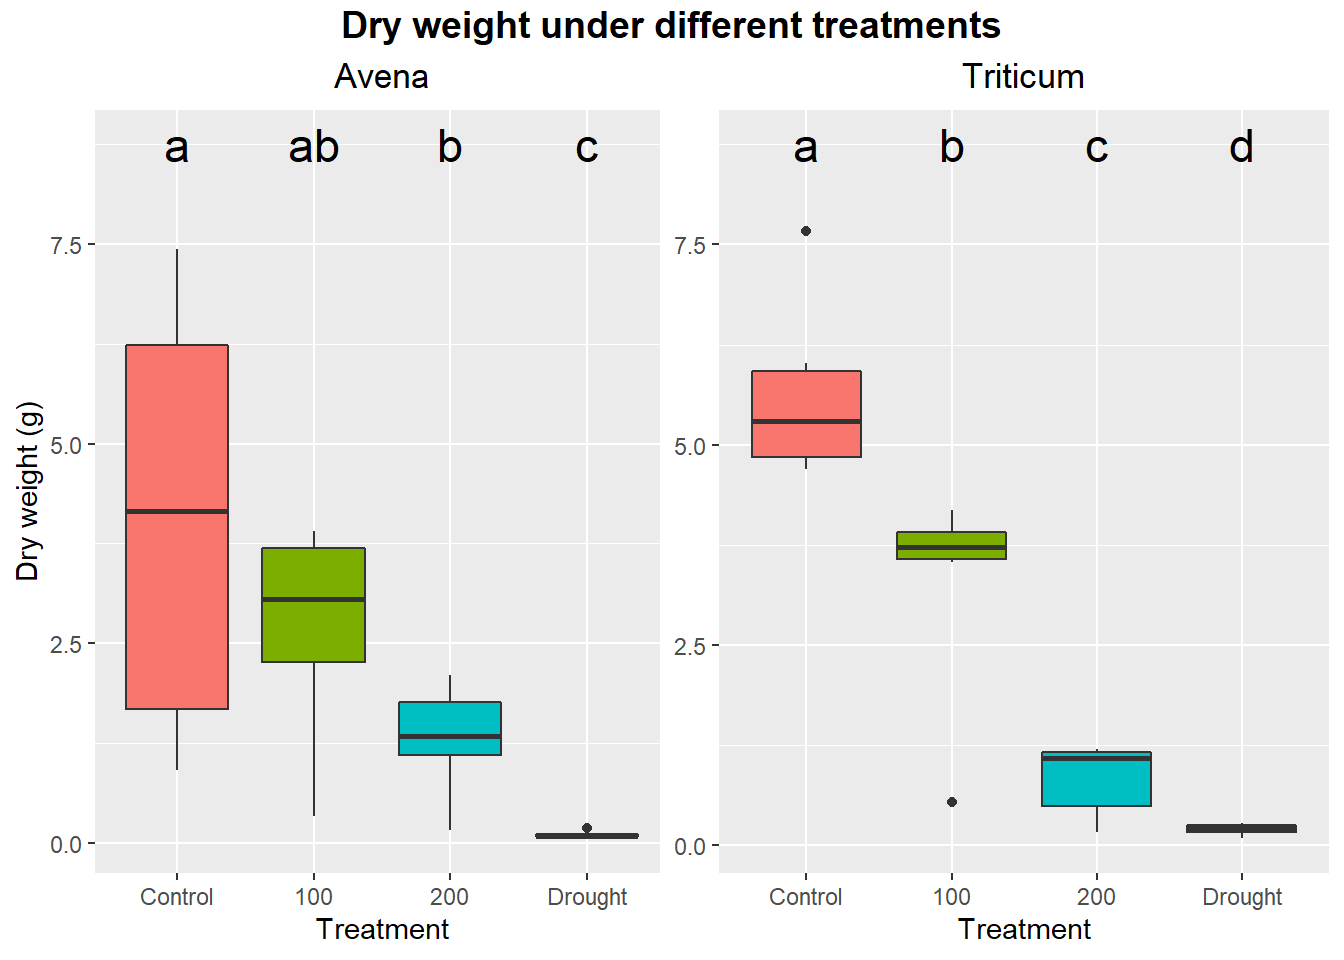 Dry weight under different treatments
Avena
Triticum
a ab b c
a b c d
Dry weight (g)
7.5
5.0
2.5
0.0
7.5
5.0
2.5
0.0
Control 100 200 Drought
Control 100 200 Drought
Treatment
Treatment